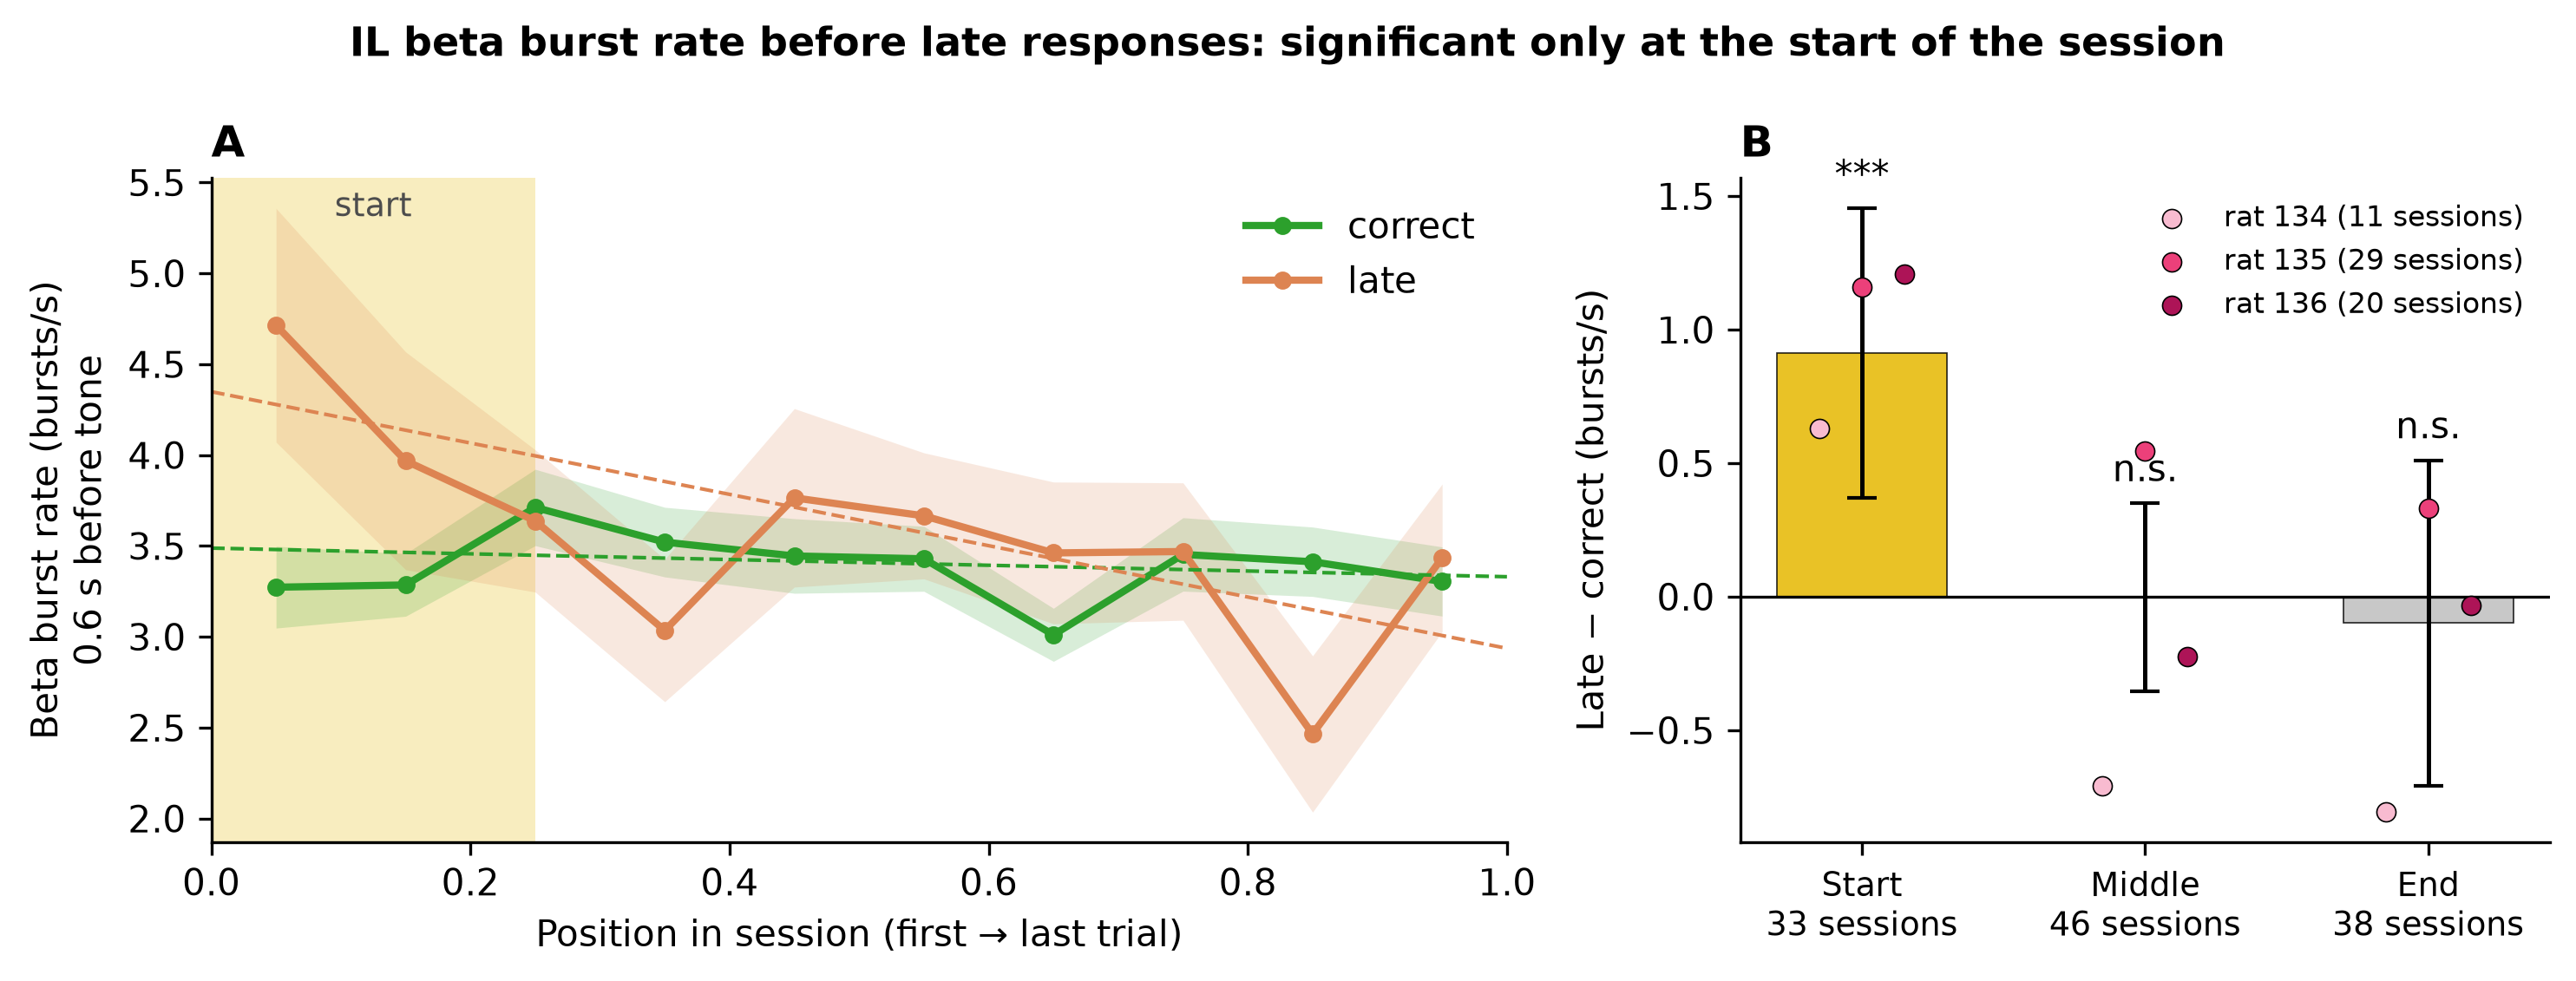 IL beta burst rate before late responses: significant only at the start of the session
A
start
correct
late
5.5
5.0
4.5
4.0
3.5
3.0
2.5
2.0
Beta burst rate (bursts/s)
0.6 s before tone
0.0
0.2
0.4
0.6
0.8
1.0
Position in session (first → last trial)
B
***
n.s.
n.s.
rat 134 (11 sessions)
rat 135 (29 sessions)
rat 136 (20 sessions)
1.5
1.0
0.5
0.0
−0.5
Late − correct (bursts/s)
Start
33 sessions
Middle
46 sessions
End
38 sessions